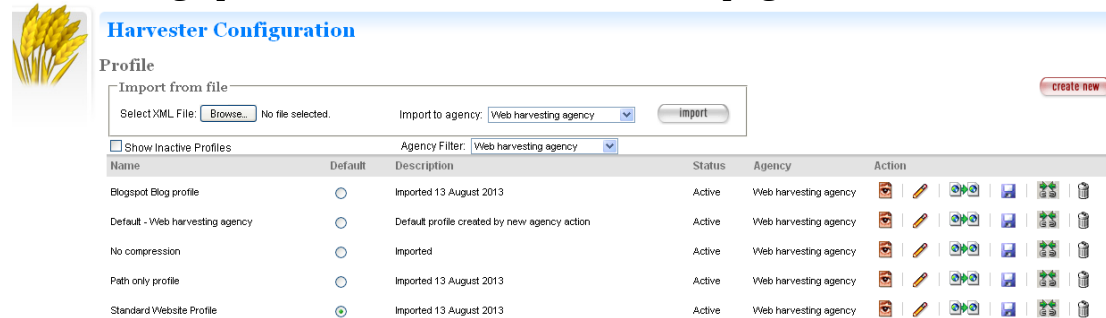 Harvester Configuration
Profile
Import from file
create new
Select XML File: Browse... No file selected. Import to agency: Web harvesting agency import
Show Inactive Profiles Agency Filter: Web harvesting agency
Name Default Description Status Agency Action
Blogspot Blog profile Imported 13 August 2013 Active Web harvesting agency
Default - Web harvesting agency Default profile created by new agency action Active Web harvesting agency
No compression Imported Active Web harvesting agency
Path only profile Imported 13 August 2013 Active Web harvesting agency
Standard Website Profile Imported 13 August 2013 Active Web harvesting agency